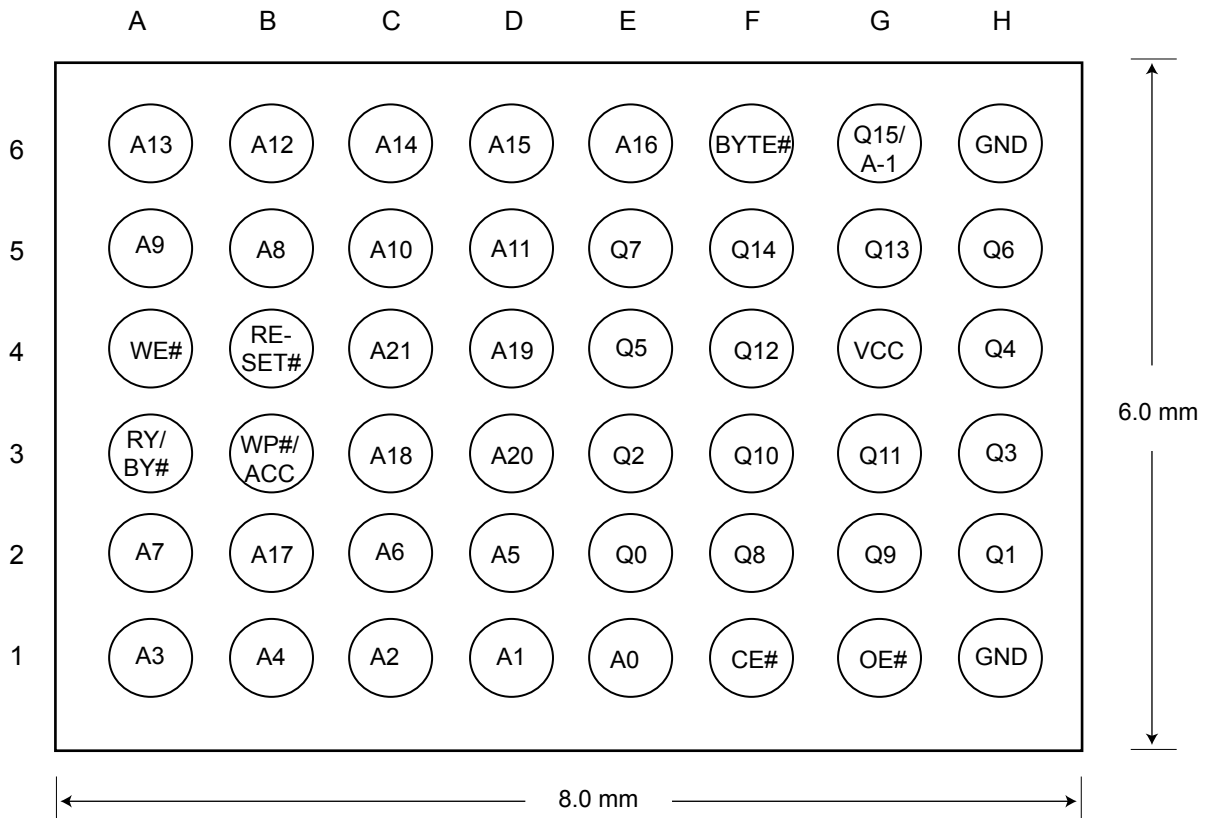 A B C D E F G H
6 A13 A12 A14 A15 A16 BYTE# Q15/
A-1 GND
5 A9 A8 A10 A11 Q7 Q14 Q13 Q6
4 WE# RE-
SET# A21 A19 Q5 Q12 VCC Q4
6.0 mm
3 RY/
BY# WP#/
ACC A18 A20 Q2 Q10 Q11 Q3
2 A7 A17 A6 A5 Q0 Q8 Q9 Q1
1 A3 A4 A2 A1 A0 CE# OE# GND
8.0 mm